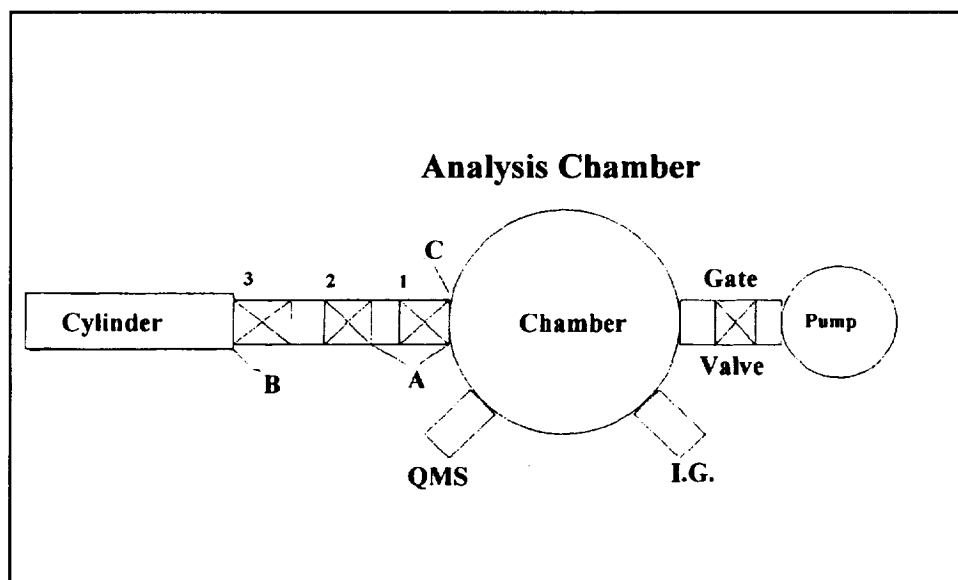 Analysis Chamber
C
3 2 1
Gate
Cylinder
Chamber
Pump
Valve
B
A
QMS
I.G.